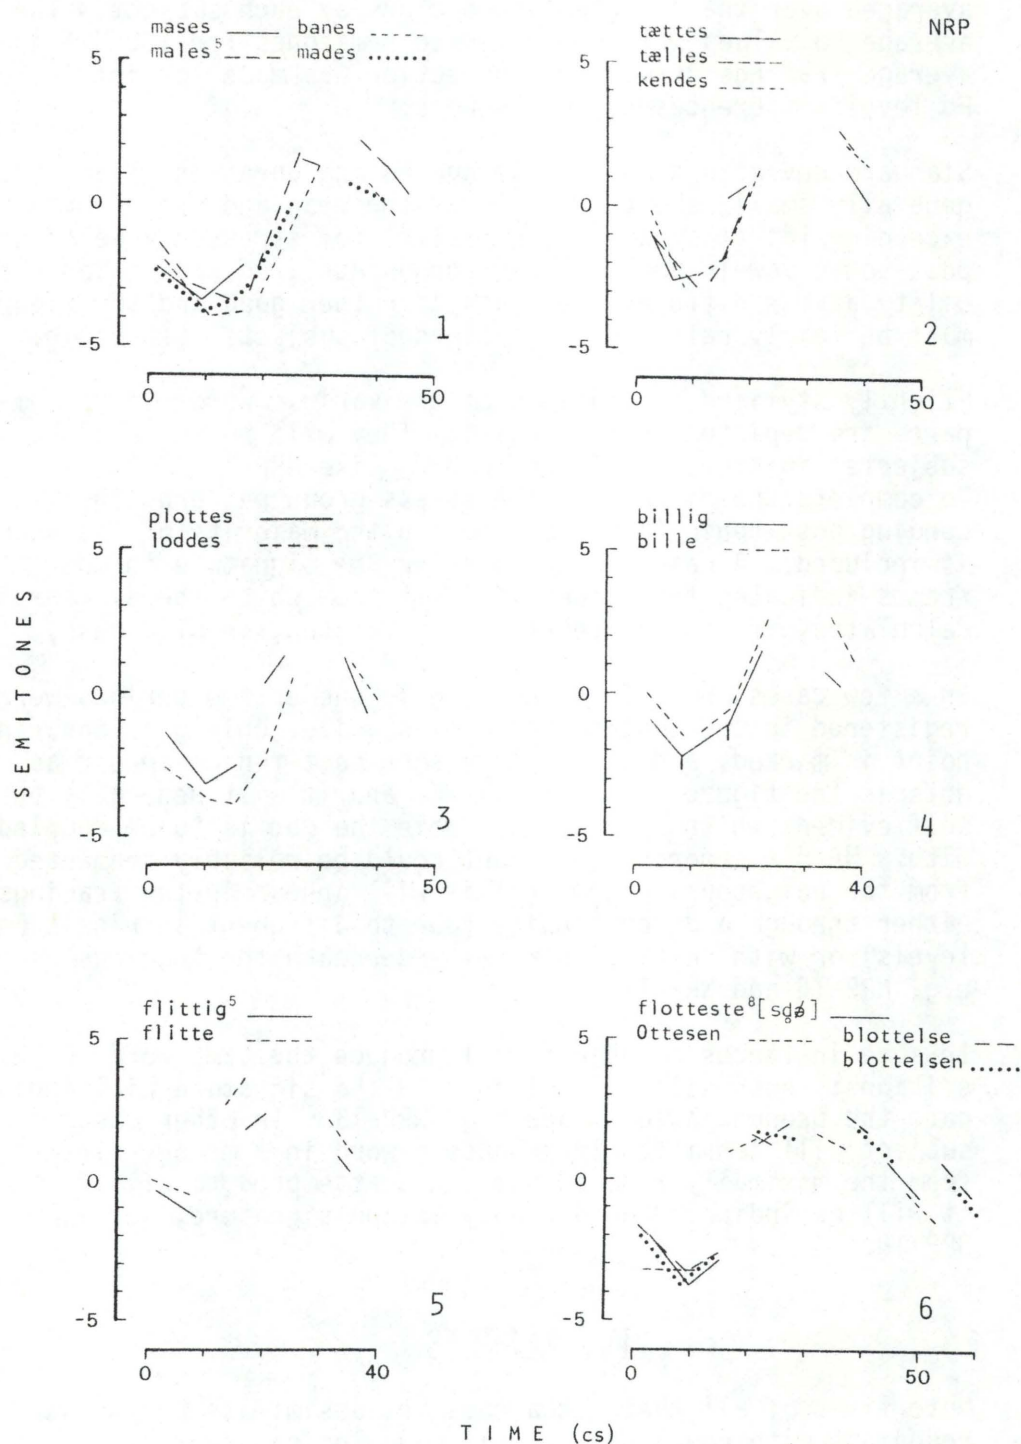 mases banes
males⁵ mades
5
0
-5
1
0 50
NRP
tættes
tælles
kendes
5
0
-5
2
0 50
SEMITONES
plottes
loddes
5
0
-5
3
0 50
billig
bille
5
0
-5
4
0 40
flittig⁵
flitte
5
0
-5
5
0 40
flotteste⁸[sd̥ɐ]
Ottesen blottelse
blottelsen
5
0
-5
6
0 50
TIME (cs)